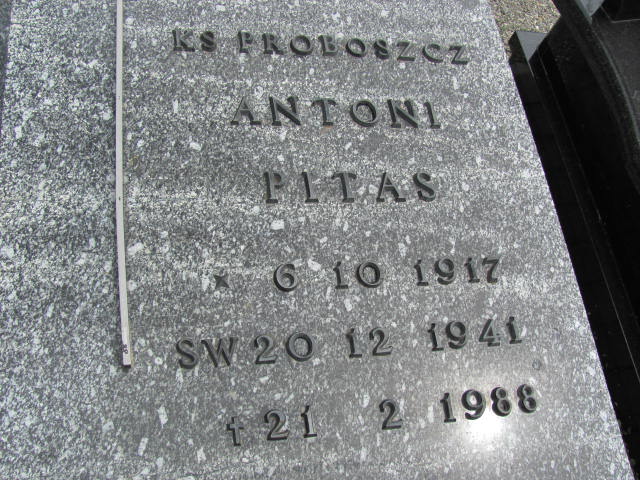 KS PROBOSZCZ
ANTONI
PITAS
* 6 10 1917
SW 20 12 1941
† 21 2 1988